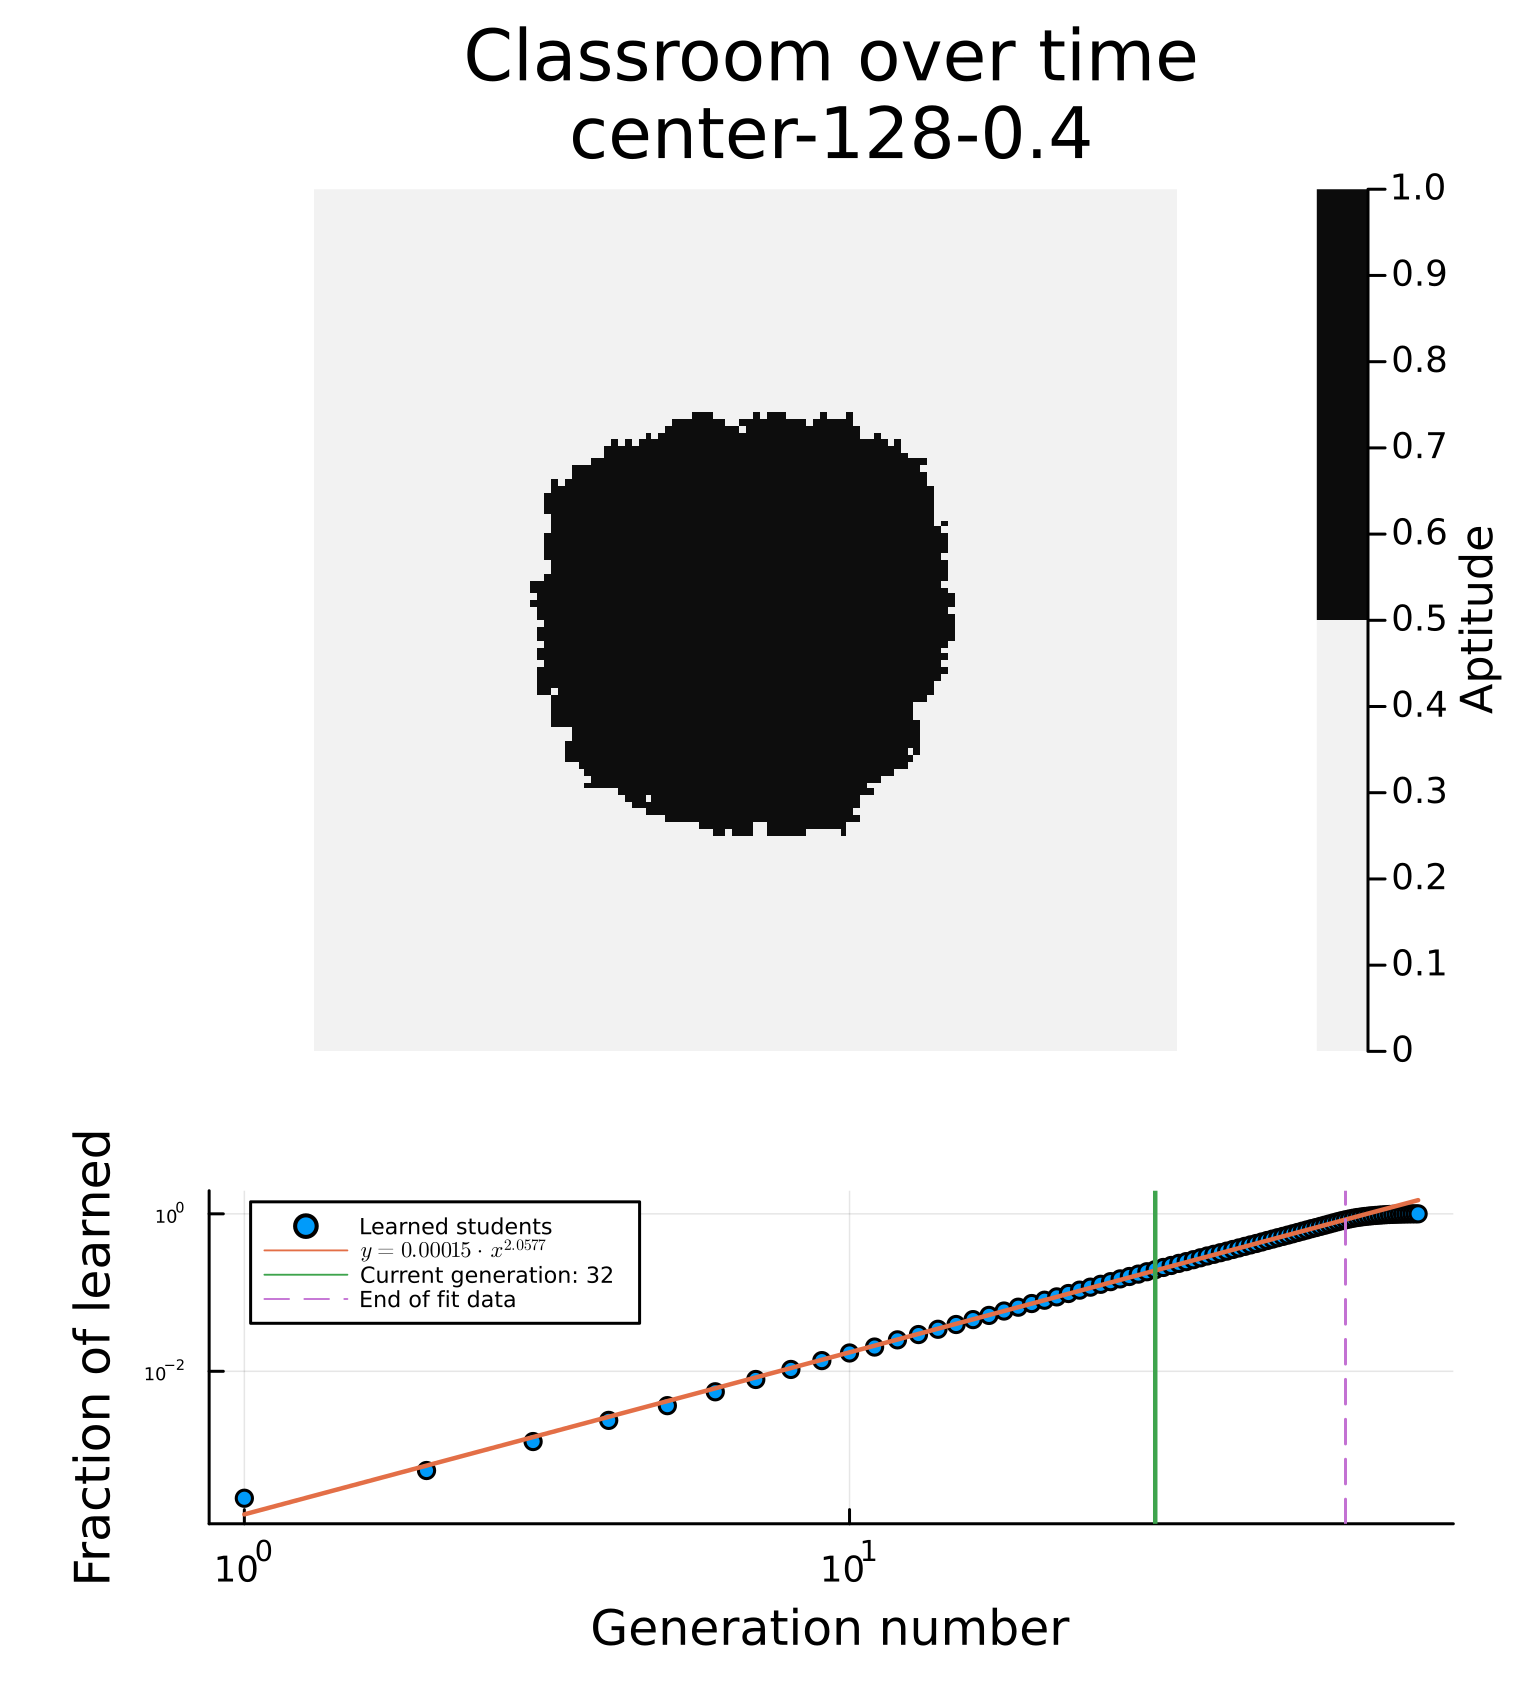 Classroom over time
center-128-0.4
1.0
0.9
0.8
0.7
0.6
0.5
0.4
0.3
0.2
0.1
0
Aptitude
Fraction of learned
10⁰
10⁻²
Learned students
y = 0.00015 · x^2.0577
Current generation: 32
End of fit data
10⁰
10¹
Generation number